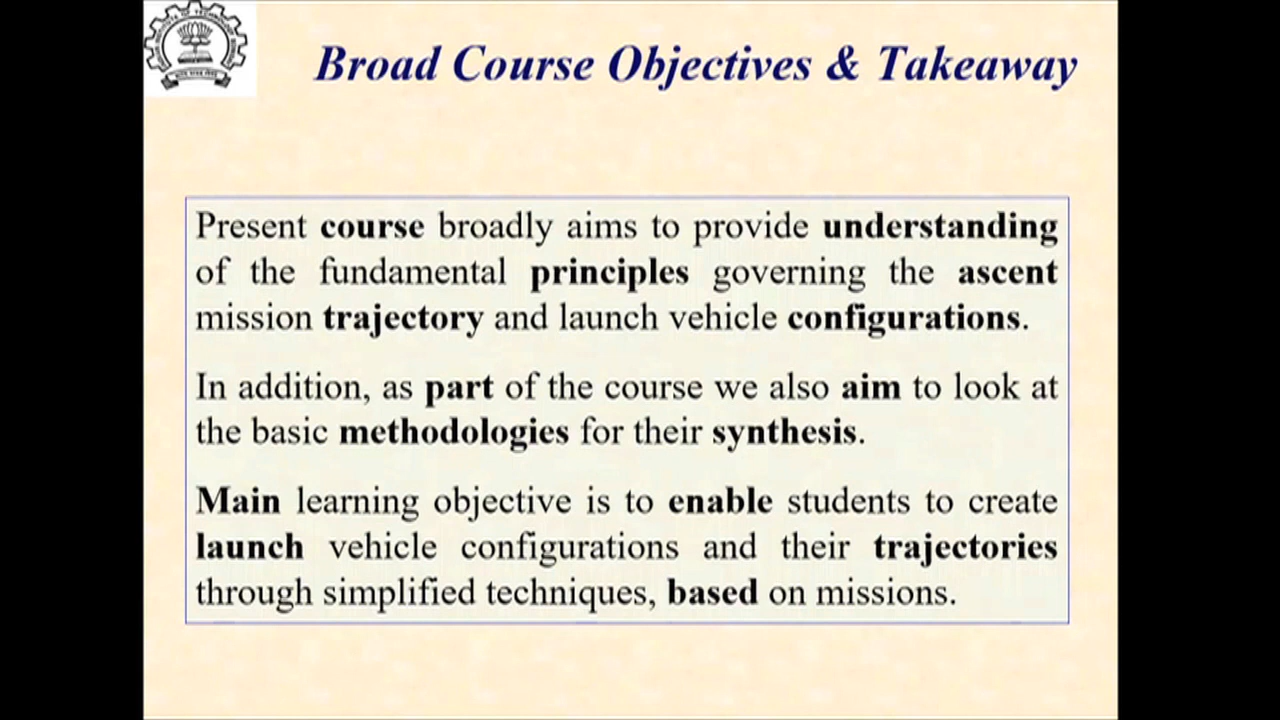 Broad Course Objectives & Takeaway
Present course broadly aims to provide understanding
of the fundamental principles governing the ascent
mission trajectory and launch vehicle configurations.
In addition, as part of the course we also aim to look at
the basic methodologies for their synthesis.
Main learning objective is to enable students to create
launch vehicle configurations and their trajectories
through simplified techniques, based on missions.